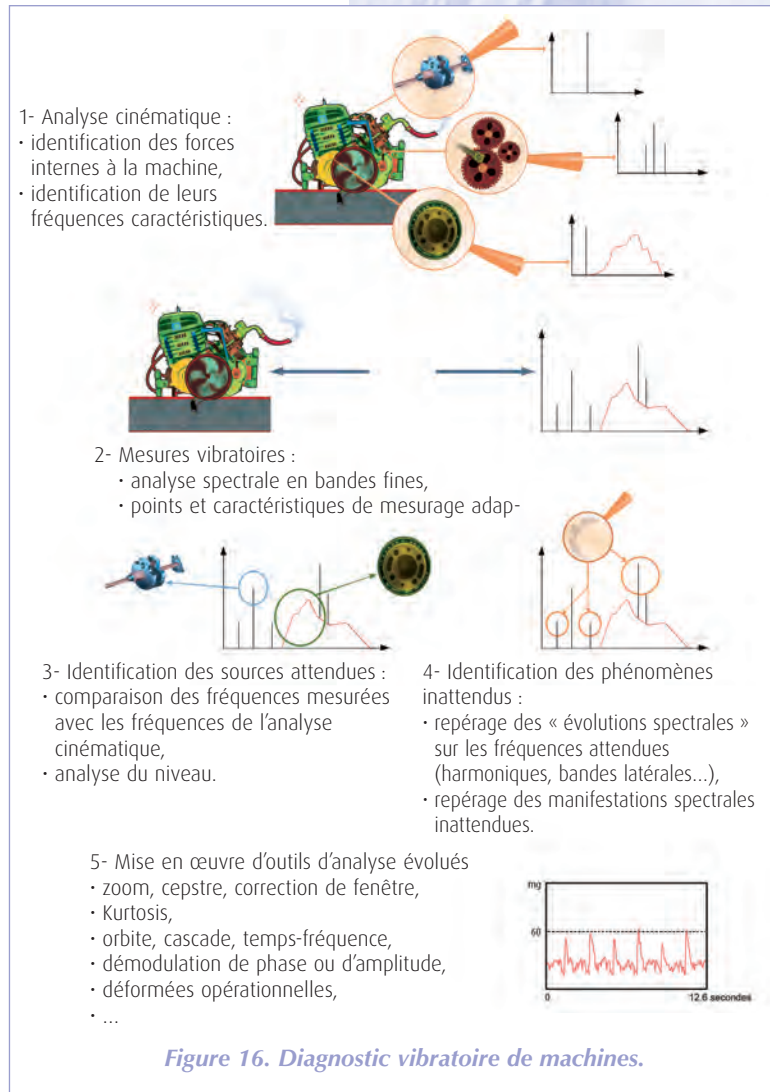 1- Analyse cinématique :
· identification des forces
internes à la machine,
· identification de leurs
fréquences caractéristiques.
2- Mesures vibratoires :
· analyse spectrale en bandes fines,
· points et caractéristiques de mesurage adap-
3- Identification des sources attendues :
· comparaison des fréquences mesurées
avec les fréquences de l'analyse
cinématique,
· analyse du niveau.
4- Identification des phénomènes
inattendus :
· repérage des « évolutions spectrales »
sur les fréquences attendues
(harmoniques, bandes latérales...),
· repérage des manifestations spectrales
inattendues.
5- Mise en œuvre d'outils d'analyse évolués
· zoom, cepstre, correction de fenêtre,
· Kurtosis,
· orbite, cascade, temps-fréquence,
· démodulation de phase ou d'amplitude,
· déformées opérationnelles,
· ...
mg
60
0 12.6 secondes
Figure 16. Diagnostic vibratoire de machines.